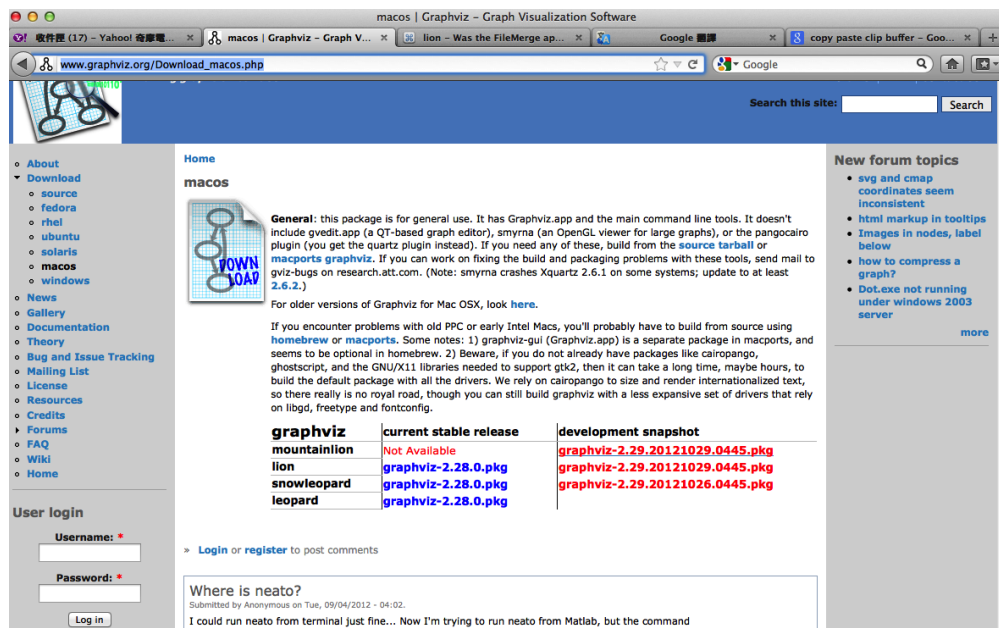 macos | Graphviz – Graph Visualization Software
收件匣 (17) – Yahoo! 奇摩電...
macos | Graphviz – Graph V...
lion – Was the FileMerge ap...
Google 翻譯
copy paste clip buffer – Goo...
www.graphviz.org/Download_macos.php
Google
Search this site:
Search
About
Download
source
fedora
rhel
ubuntu
solaris
macos
windows
News
Gallery
Documentation
Theory
Bug and Issue Tracking
Mailing List
License
Resources
Credits
Forums
FAQ
Wiki
Home
User login
Username: *
Password: *
Log in
Home
macos
DOWN
LOAD
General: this package is for general use. It has Graphviz.app and the main command line tools. It doesn't
include gvedit.app (a QT-based graph editor), smyrna (an OpenGL viewer for large graphs), or the pangocairo
plugin (you get the quartz plugin instead). If you need any of these, build from the source tarball or
macports graphviz. If you can work on fixing the build and packaging problems with these tools, send mail to
gviz-bugs on research.att.com. (Note: smyrna crashes Xquartz 2.6.1 on some systems; update to at least
2.6.2.)
For older versions of Graphviz for Mac OSX, look here.
If you encounter problems with old PPC or early Intel Macs, you'll probably have to build from source using
homebrew or macports. Some notes: 1) graphviz-gui (Graphviz.app) is a separate package in macports, and
seems to be optional in homebrew. 2) Beware, if you do not already have packages like cairopango,
ghostscript, and the GNU/X11 libraries needed to support gtk2, then it can take a long time, maybe hours, to
build the default package with all the drivers. We rely on cairopango to size and render internationalized text,
so there really is no royal road, though you can still build graphviz with a less expensive set of drivers that rely
on libgd, freetype and fontconfig.
graphviz current stable release development snapshot
mountainlion Not Available graphviz-2.29.20121029.0445.pkg
lion graphviz-2.28.0.pkg graphviz-2.29.20121029.0445.pkg
snowleopard graphviz-2.28.0.pkg graphviz-2.29.20121026.0445.pkg
leopard graphviz-2.28.0.pkg
» Login or register to post comments
Where is neato?
Submitted by Anonymous on Tue, 09/04/2012 - 04:02.
I could run neato from terminal just fine... Now I'm trying to run neato from Matlab, but the command
New forum topics
svg and cmap
coordinates seem
inconsistent
html markup in tooltips
Images in nodes, label
below
how to compress a
graph?
Dot.exe not running
under windows 2003
server
more